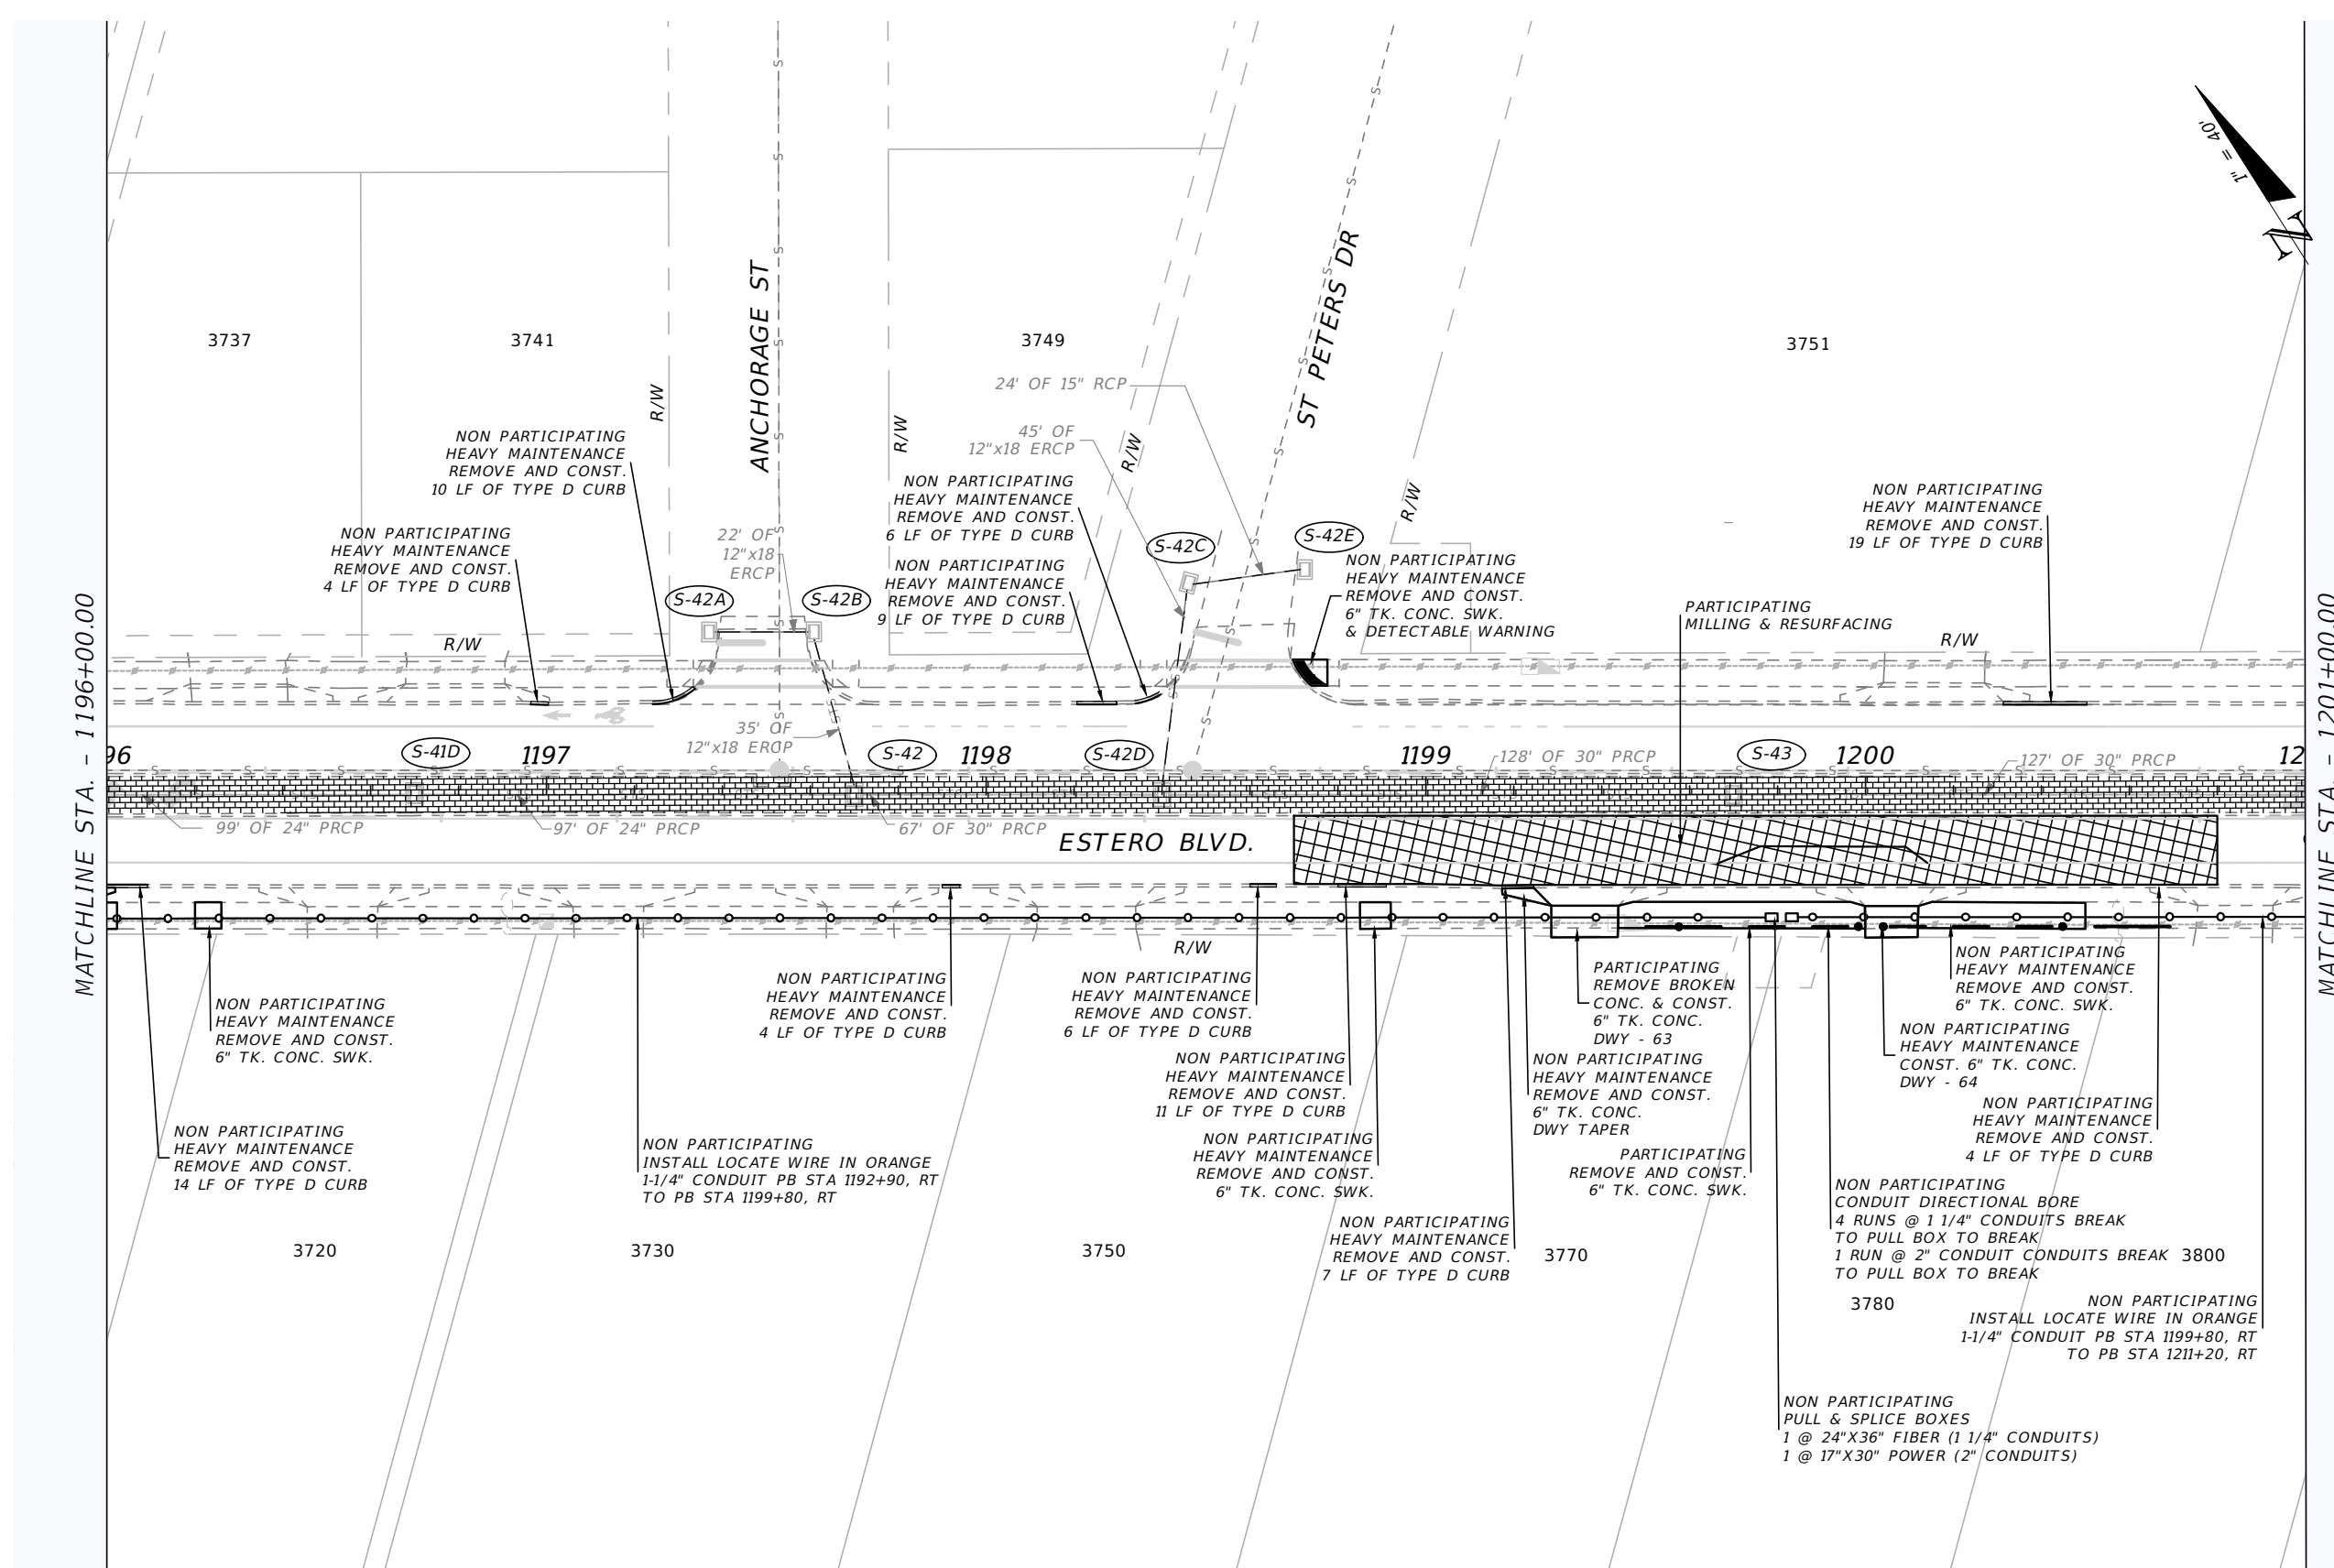 1" = 40'
N
ANCHORAGE ST
ST PETERS DR
3737
3741
3749
3751
R/W
R/W
R/W
R/W
24' OF 15" RCP
45' OF
12"x18 ERCP
NON PARTICIPATING
HEAVY MAINTENANCE
REMOVE AND CONST.
10 LF OF TYPE D CURB
NON PARTICIPATING
HEAVY MAINTENANCE
REMOVE AND CONST.
4 LF OF TYPE D CURB
22' OF
12"x18
ERCP
NON PARTICIPATING
HEAVY MAINTENANCE
REMOVE AND CONST.
6 LF OF TYPE D CURB
NON PARTICIPATING
HEAVY MAINTENANCE
REMOVE AND CONST.
9 LF OF TYPE D CURB
S-42A
S-42B
S-42C
S-42E
NON PARTICIPATING
HEAVY MAINTENANCE
REMOVE AND CONST.
6" TK. CONC. SWK.
& DETECTABLE WARNING
PARTICIPATING
MILLING & RESURFACING
NON PARTICIPATING
HEAVY MAINTENANCE
REMOVE AND CONST.
19 LF OF TYPE D CURB
R/W
R/W
MATCHLINE STA. - 1196+00.00
MATCHLINE STA. - 1201+00.00
96
S-41D
1197
35' OF
12"x18 ERCP
S-42
1198
S-42D
1199
128' OF 30" PRCP
S-43
1200
127' OF 30" PRCP
12
99' OF 24" PRCP
97' OF 24" PRCP
67' OF 30" PRCP
ESTERO BLVD.
R/W
NON PARTICIPATING
HEAVY MAINTENANCE
REMOVE AND CONST.
6" TK. CONC. SWK.
NON PARTICIPATING
HEAVY MAINTENANCE
REMOVE AND CONST.
14 LF OF TYPE D CURB
NON PARTICIPATING
INSTALL LOCATE WIRE IN ORANGE
1-1/4" CONDUIT PB STA 1192+90, RT
TO PB STA 1199+80, RT
NON PARTICIPATING
HEAVY MAINTENANCE
REMOVE AND CONST.
4 LF OF TYPE D CURB
NON PARTICIPATING
HEAVY MAINTENANCE
REMOVE AND CONST.
6 LF OF TYPE D CURB
NON PARTICIPATING
HEAVY MAINTENANCE
REMOVE AND CONST.
11 LF OF TYPE D CURB
NON PARTICIPATING
HEAVY MAINTENANCE
REMOVE AND CONST.
6" TK. CONC. SWK.
NON PARTICIPATING
HEAVY MAINTENANCE
REMOVE AND CONST.
7 LF OF TYPE D CURB
PARTICIPATING
REMOVE BROKEN
CONC. & CONST.
6" TK. CONC.
DWY - 63
NON PARTICIPATING
HEAVY MAINTENANCE
REMOVE AND CONST.
6" TK. CONC.
DWY TAPER
PARTICIPATING
REMOVE AND CONST.
6" TK. CONC. SWK.
NON PARTICIPATING
HEAVY MAINTENANCE
REMOVE AND CONST.
6" TK. CONC. SWK.
NON PARTICIPATING
HEAVY MAINTENANCE
CONST. 6" TK. CONC.
DWY - 64
NON PARTICIPATING
HEAVY MAINTENANCE
REMOVE AND CONST.
4 LF OF TYPE D CURB
NON PARTICIPATING
CONDUIT DIRECTIONAL BORE
4 RUNS @ 1 1/4" CONDUITS BREAK
TO PULL BOX TO BREAK
1 RUN @ 2" CONDUIT CONDUITS BREAK
TO PULL BOX TO BREAK
3720
3730
3750
3770
3800
3780
NON PARTICIPATING
INSTALL LOCATE WIRE IN ORANGE
1-1/4" CONDUIT PB STA 1199+80, RT
TO PB STA 1211+20, RT
NON PARTICIPATING
PULL & SPLICE BOXES
1 @ 24"X36" FIBER (1 1/4" CONDUITS)
1 @ 17"X30" POWER (2" CONDUITS)